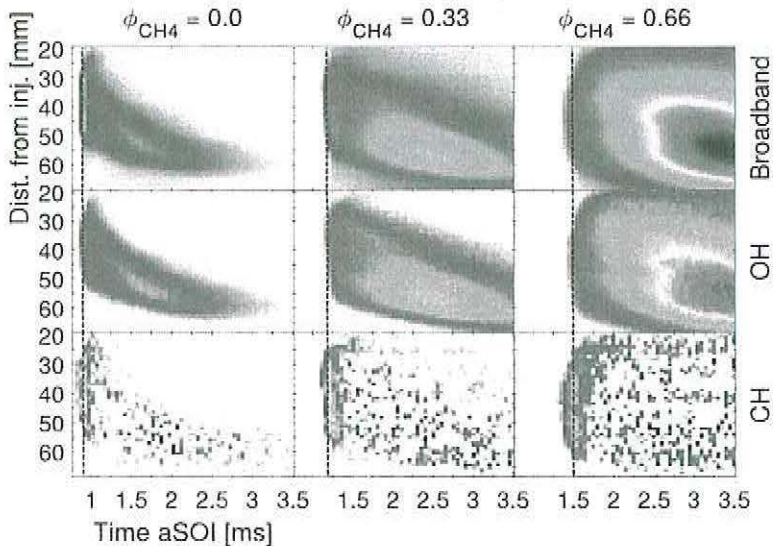 ϕCH4 = 0.0 ϕCH4 = 0.33 ϕCH4 = 0.66
Dist. from inj. [mm]
20
30
40
50
60
Broadband
20
30
40
50
60
OH
20
30
40
50
60
CH
1 1.5 2 2.5 3 3.5 2 2.5 3 3.5 1.5 2 2.5 3 3.5
Time aSOI [ms]